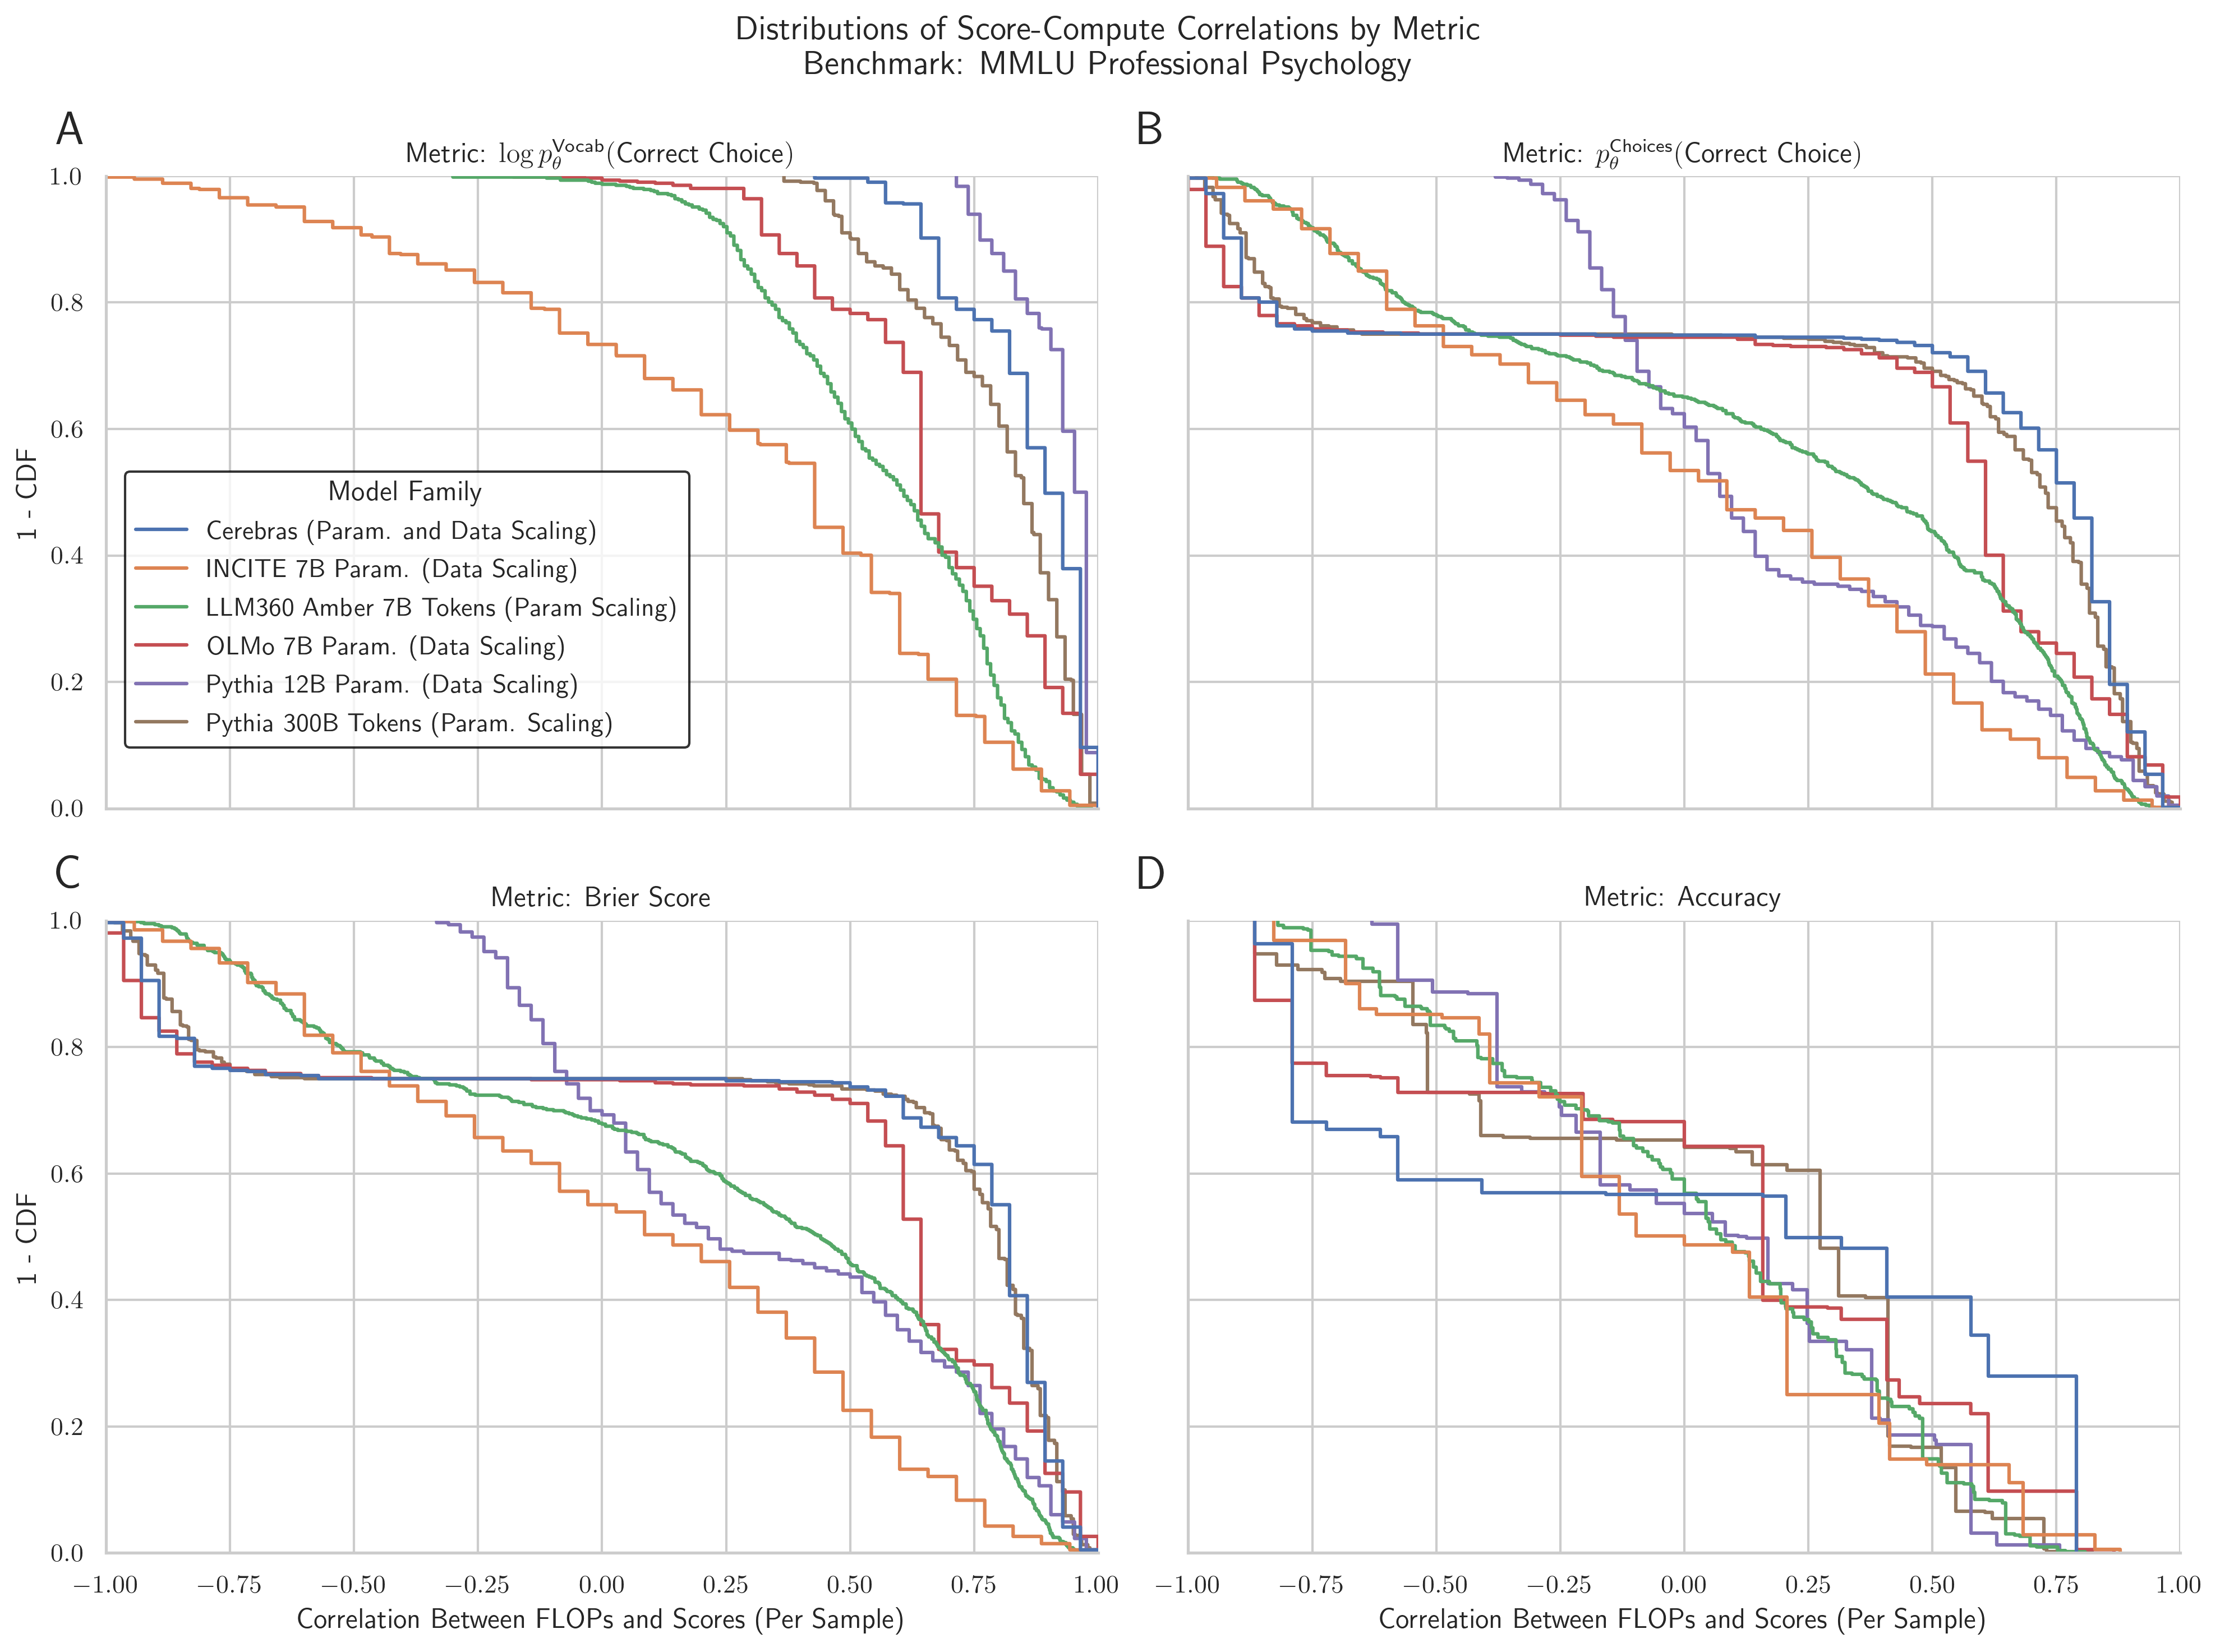 Distributions of Score-Compute Correlations by Metric
Benchmark: MMLU Professional Psychology
A
Metric: log p_θ^Vocab(Correct Choice)
1.0
0.8
0.6
0.4
0.2
0.0
1 - CDF
Model Family
Cerebras (Param. and Data Scaling)
INCITE 7B Param. (Data Scaling)
LLM360 Amber 7B Tokens (Param Scaling)
OLMo 7B Param. (Data Scaling)
Pythia 12B Param. (Data Scaling)
Pythia 300B Tokens (Param. Scaling)
B
Metric: p_θ^Choices(Correct Choice)
C
Metric: Brier Score
1.0
0.8
0.6
0.4
0.2
0.0
1 - CDF
−1.00 −0.75 −0.50 −0.25 0.00 0.25 0.50 0.75 1.00
Correlation Between FLOPs and Scores (Per Sample)
D
Metric: Accuracy
−1.00 −0.75 −0.50 −0.25 0.00 0.25 0.50 0.75 1.00
Correlation Between FLOPs and Scores (Per Sample)